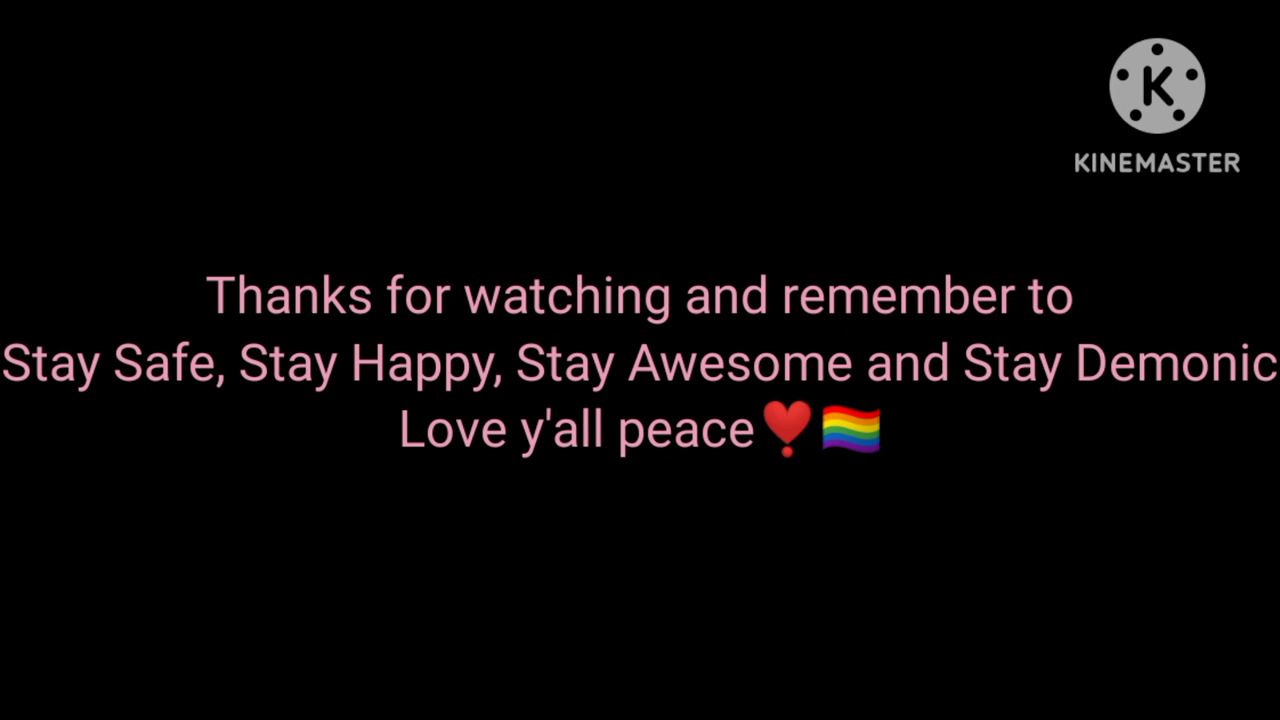 K
KINEMASTER
Thanks for watching and remember to
Stay Safe, Stay Happy, Stay Awesome and Stay Demonic
Love y'all peace❣️🏳️‍🌈